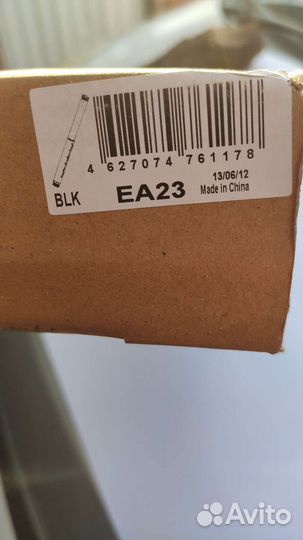 4 627074 761178
BLK EA23 13/06/12
Made in China
Avito